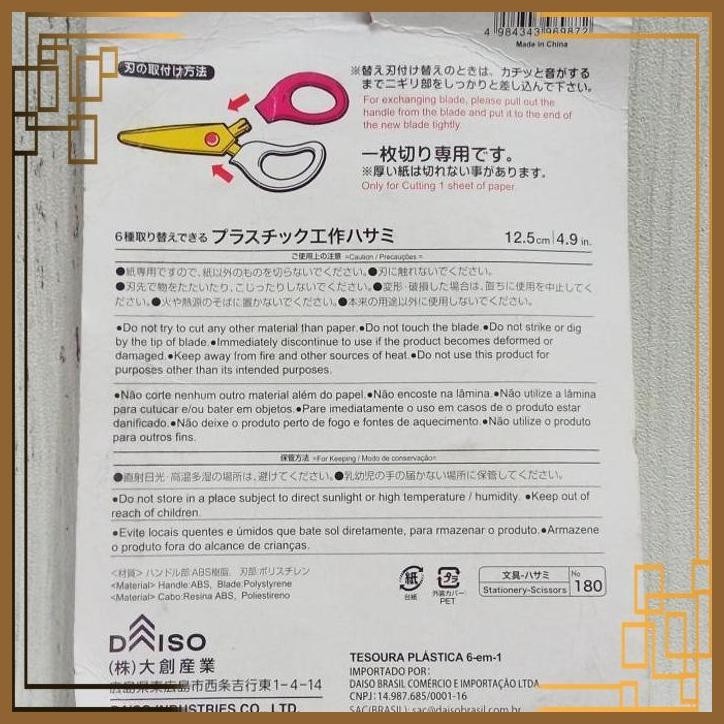 4 984343 969872
Made in China
刃の取付け方法
※替え刃付け替えのときは、カチッと音がする
までニギリ部をしっかりと差し込んで下さい。
For exchanging blade, please pull out the
handle from the blade and put it to the end of
the new blade tightly.
一枚切り専用です。
※厚い紙は切れない事があります。
Only for Cutting 1 sheet of paper.
6種取り替えできる プラスチック工作ハサミ 12.5cm 4.9 in.
ご使用上の注意 =Caution / Precauções =
●紙専用ですので、紙以外のものを切らないでください。●刃に触れないでください。
●刃先で物をたたいたり、こじったりしないでください。●変形・破損した場合は、直ちに使用を中止してく
ださい。●火や熱源のそばに置かないでください。●本来の用途以外に使用しないでください。
●Do not try to cut any other material than paper.●Do not touch the blade.●Do not strike or dig
by the tip of blade.●Immediately discontinue to use if the product becomes deformed or
damaged.●Keep away from fire and other sources of heat.●Do not use this product for
purposes other than its intended purposes.
●Não corte nenhum outro material além do papel.●Não encoste na lâmina.●Não utilize a lâmina
para cutucar e/ou bater em objetos.●Pare imediatamente o uso em casos de o produto estar
danificado.●Não deixe o produto perto de fogo e fontes de aquecimento.●Não utilize o produto
para outros fins.
保管方法 =For Keeping / Modo de conservação=
●直射日光・高温多湿の場所は、避けてください。●乳幼児の手の届かない場所に保管してください。
●Do not store in a place subject to direct sunlight or high temperature / humidity. ●Keep out of
reach of children.
●Evite locais quentes e úmidos que bate sol diretamente, para rmazenar o produto.●Armazene
o produto fora do alcance de crianças.
<材質> ハンドル部:ABS樹脂、刃部:ポリスチレン
<Material> Handle:ABS, Blade:Polystyrene
<Material> Cabo:Resina ABS, Poliestireno
紙
台紙
プラ
外装カバー:
PET
文具-ハサミ
Stationery-Scissors
No
180
DAISO
(株)大創産業
広島県東広島市西条吉行東1-4-14
DAISO INDUSTRIES CO., LTD.
TESOURA PLÁSTICA 6-em-1
IMPORTADO POR:
DAISO BRASIL COMÉRCIO E IMPORTAÇÃO LTDA
CNPJ: 14.987.685/0001-16
SAC(BRASIL): sac@daisobrasil.com.br